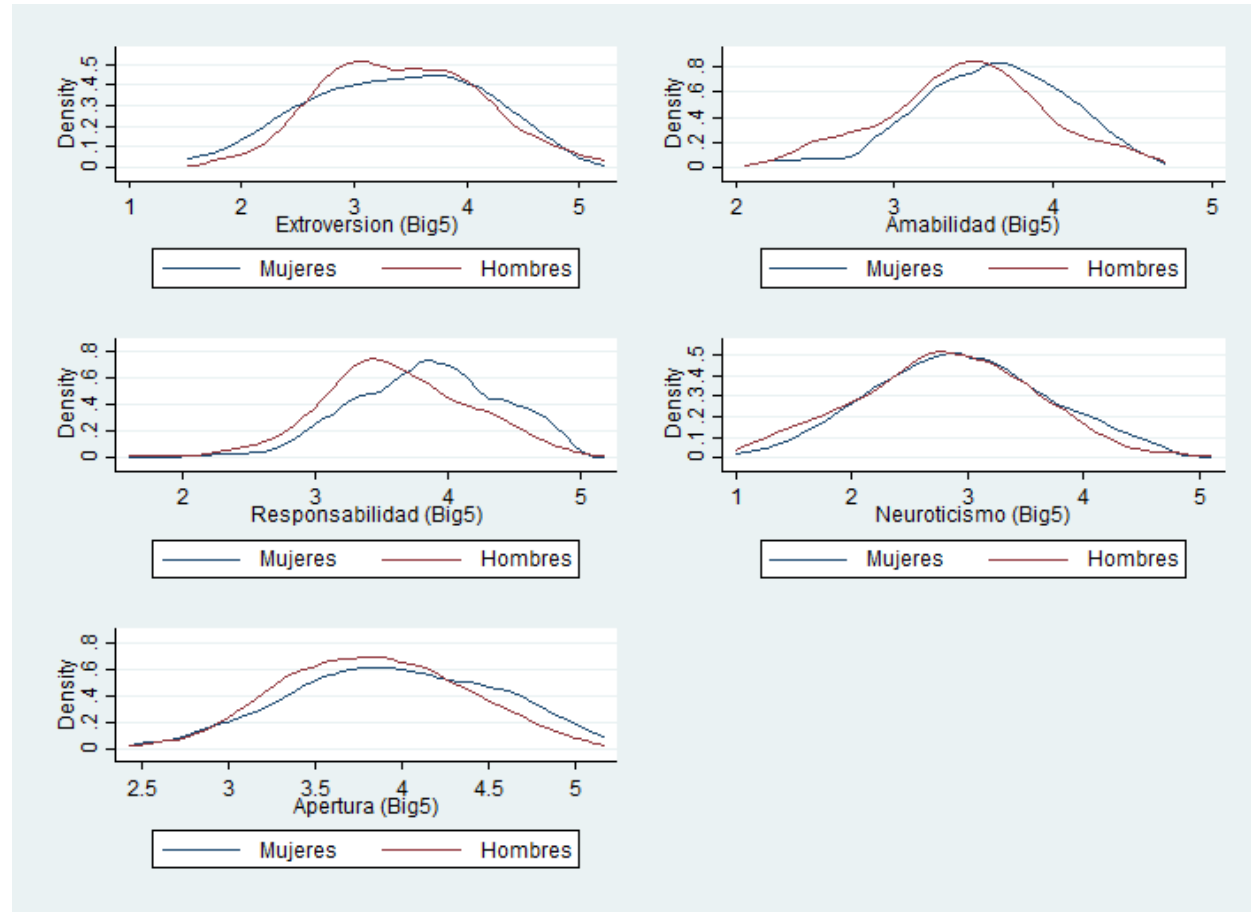 Density
0 .1 .2 .3 .4 .5
1 2 3 4 5
Extroversion (Big5)
Mujeres Hombres
Density
0 .2 .4 .6 .8
2 3 4 5
Amabilidad (Big5)
Mujeres Hombres
Density
0 .2 .4 .6 .8
2 3 4 5
Responsabilidad (Big5)
Mujeres Hombres
Density
0 .1 .2 .3 .4 .5
1 2 3 4 5
Neuroticismo (Big5)
Mujeres Hombres
Density
0 .2 .4 .6 .8
2.5 3 3.5 4 4.5 5
Apertura (Big5)
Mujeres Hombres